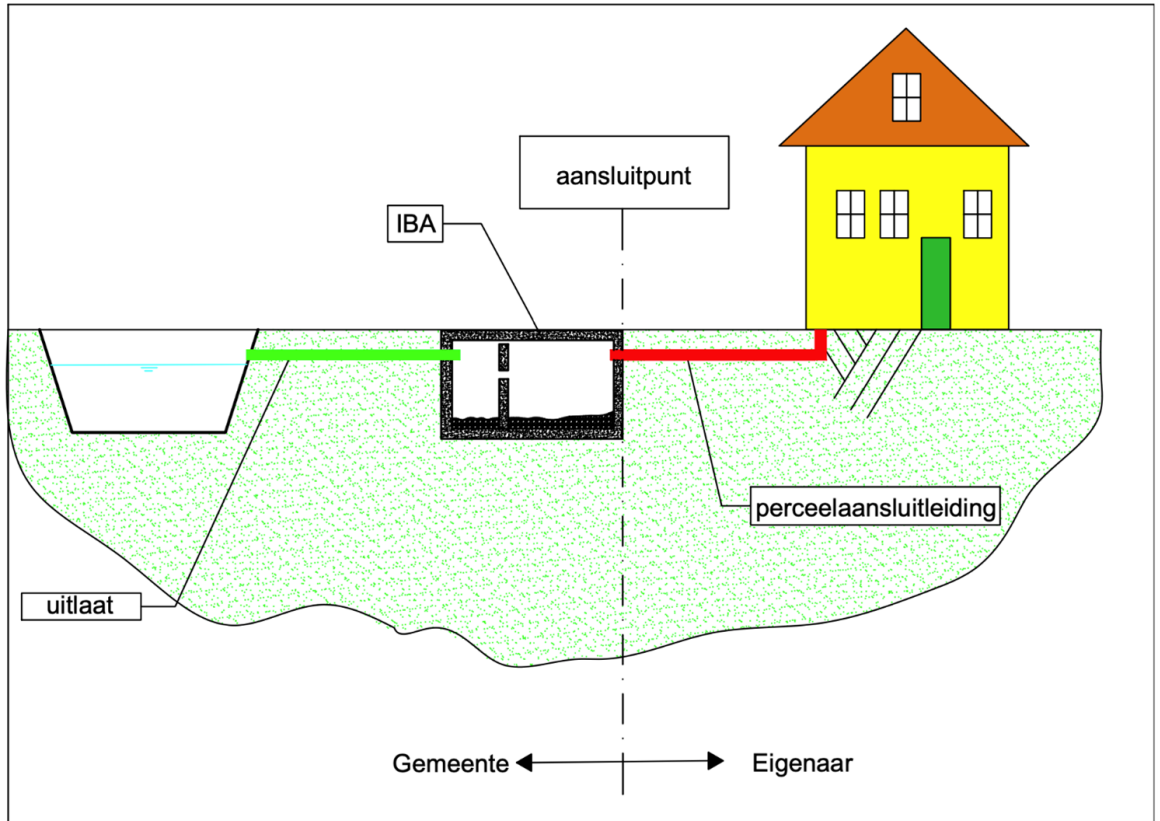 aansluitpunt
IBA
perceelaansluitleiding
uitlaat
Gemeente
Eigenaar